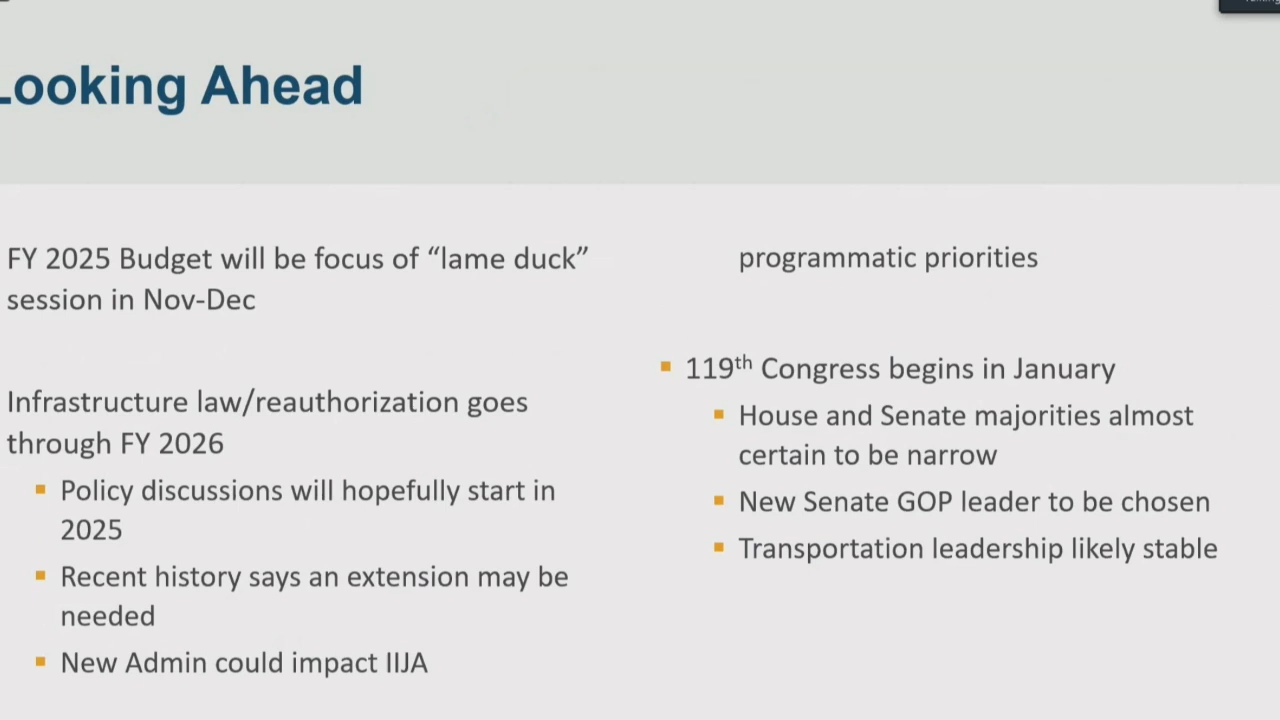 Looking Ahead
FY 2025 Budget will be focus of “lame duck”
session in Nov-Dec
Infrastructure law/reauthorization goes
through FY 2026
Policy discussions will hopefully start in
2025
Recent history says an extension may be
needed
New Admin could impact IIJA
programmatic priorities
119th Congress begins in January
House and Senate majorities almost
certain to be narrow
New Senate GOP leader to be chosen
Transportation leadership likely stable